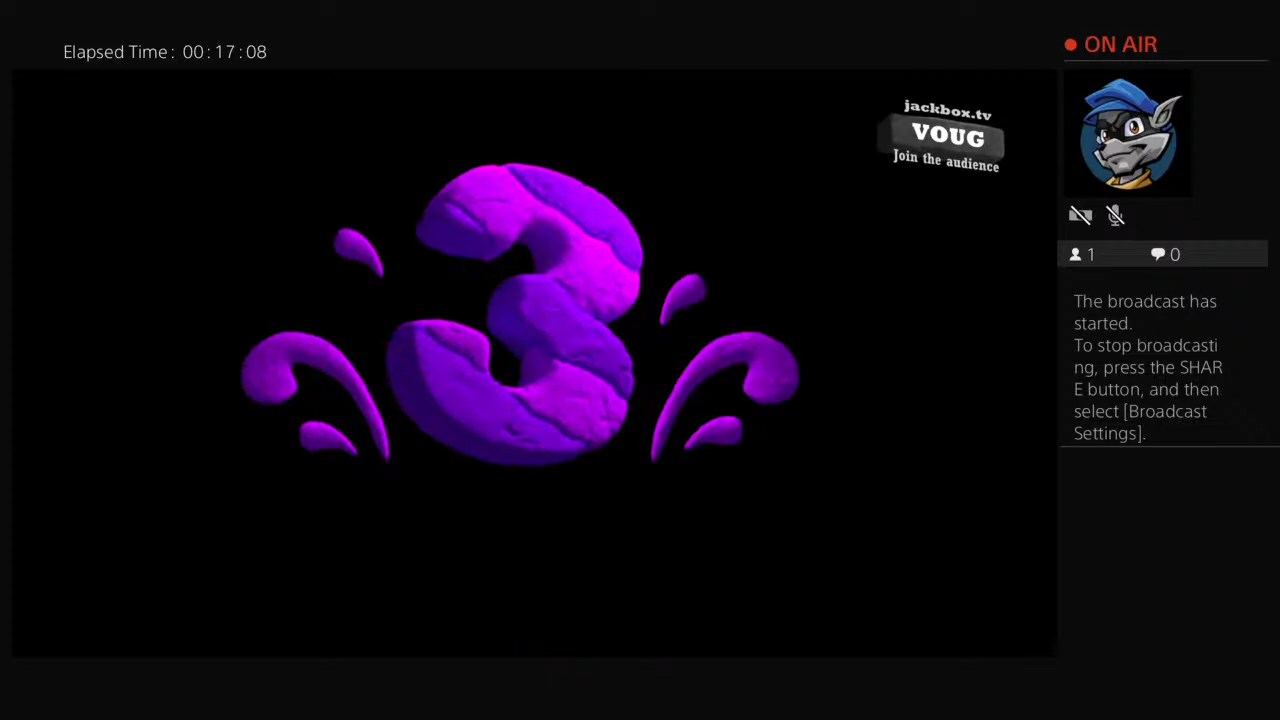 Elapsed Time: 00:17:08
ON AIR
jackbox.tv
VOUG
Join the audience
3
1
0
The broadcast has
started.
To stop broadcasti
ng, press the SHAR
E button, and then
select [Broadcast
Settings].